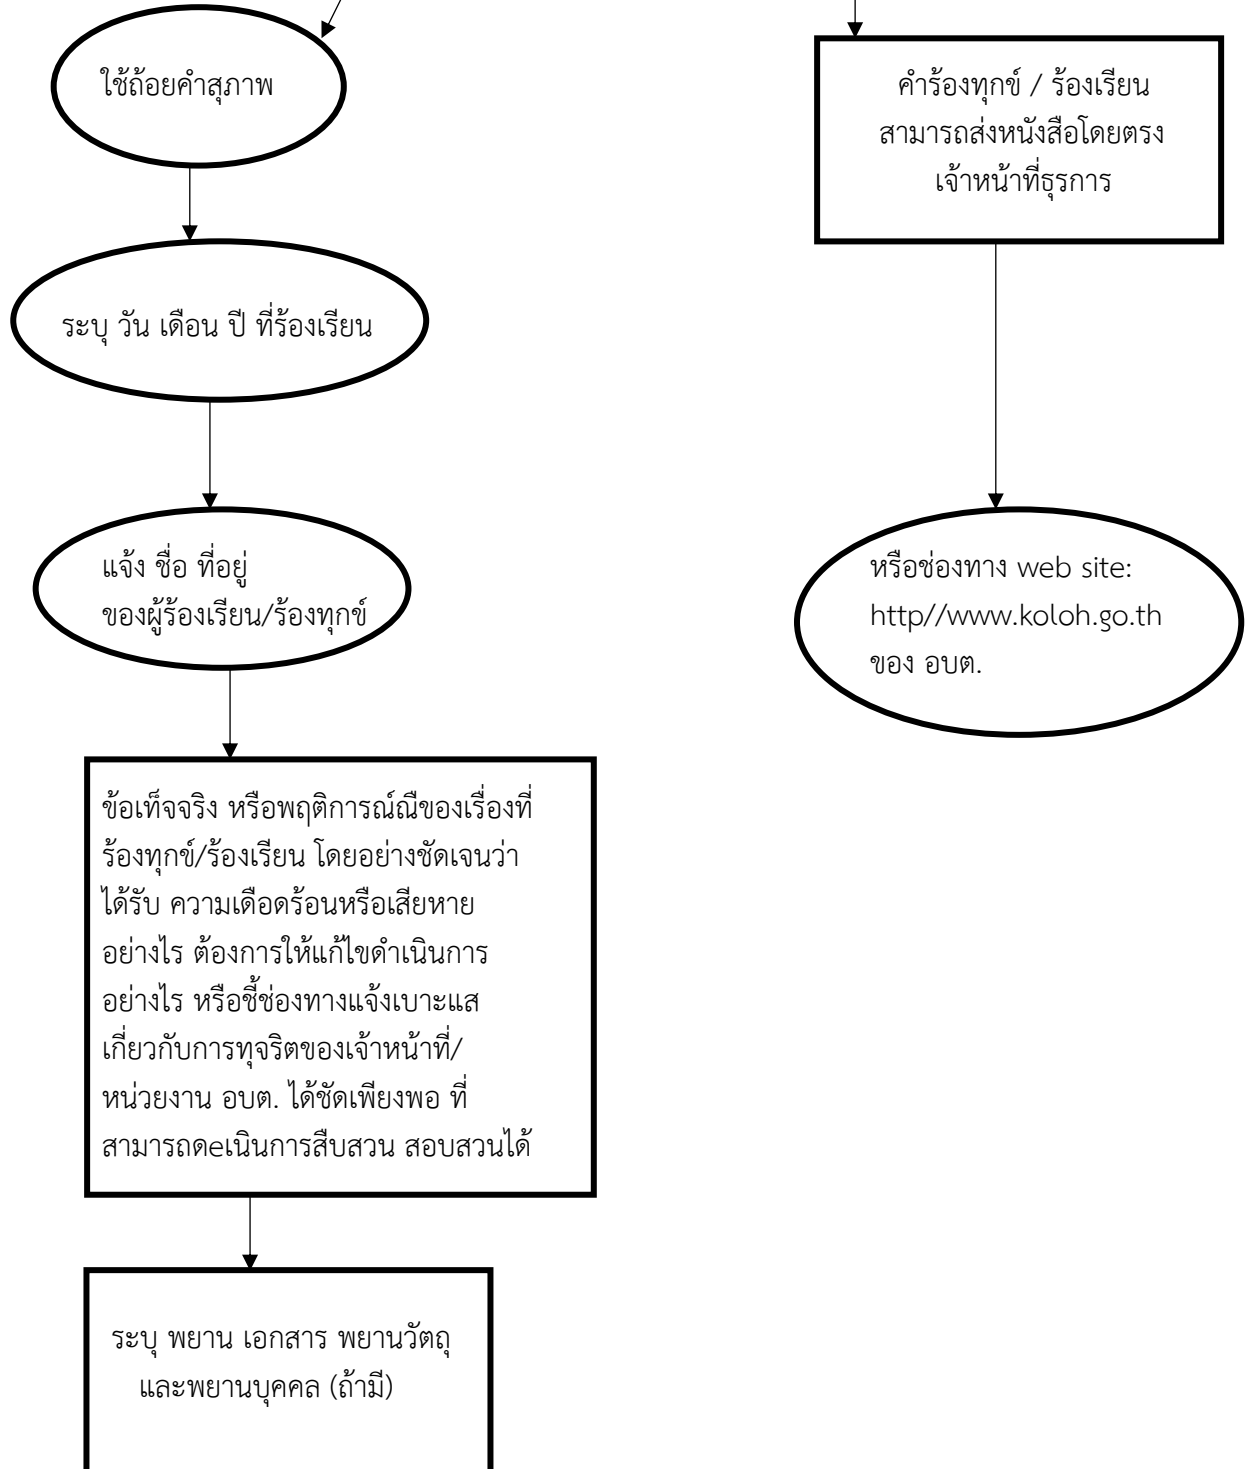 ใช้ถ้อยคำสุภาพ
ระบุ วัน เดือน ปี ที่ร้องเรียน
แจ้ง ชื่อ ที่อยู่
ของผู้ร้องเรียน/ร้องทุกข์
ข้อเท็จจริง หรือพฤติการณ์ณีของเรื่องที่
ร้องทุกข์/ร้องเรียน โดยอย่างชัดเจนว่า
ได้รับ ความเดือดร้อนหรือเสียหาย
อย่างไร ต้องการให้แก้ไขดำเนินการ
อย่างไร หรือชี้ช่องทางแจ้งเบาะแส
เกี่ยวกับการทุจริตของเจ้าหน้าที่/
หน่วยงาน อบต. ได้ชัดเพียงพอ ที่
สามารถดeเนินการสืบสวน สอบสวนได้
ระบุ พยาน เอกสาร พยานวัตถุ
และพยานบุคคล (ถ้ามี)
คำร้องทุกข์ / ร้องเรียน
สามารถส่งหนังสือโดยตรง
เจ้าหน้าที่ธุรการ
หรือช่องทาง web site:
http//www.koloh.go.th
ของ อบต.